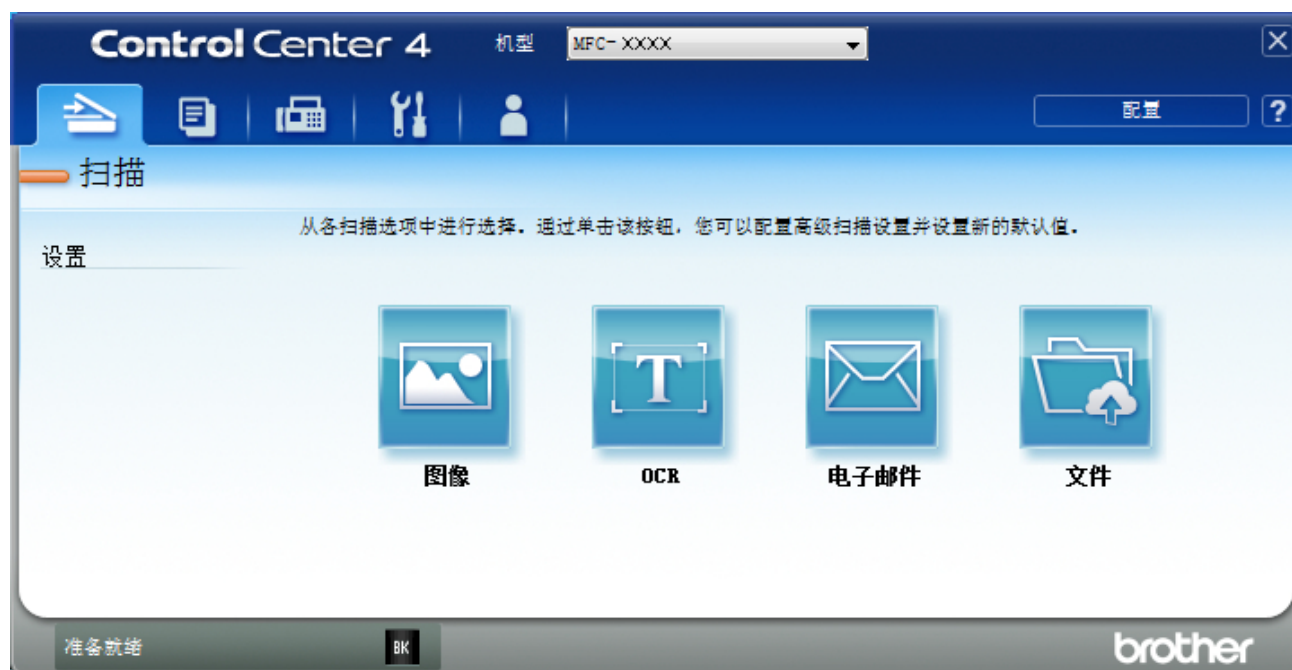 Control Center 4 机型 MFC-XXXX
配置 ?
扫描
从各扫描选项中进行选择。通过单击该按钮，您可以配置高级扫描设置并设置新的默认值。
设置
T
图像 OCR 电子邮件 文件
准备就绪 BK brother